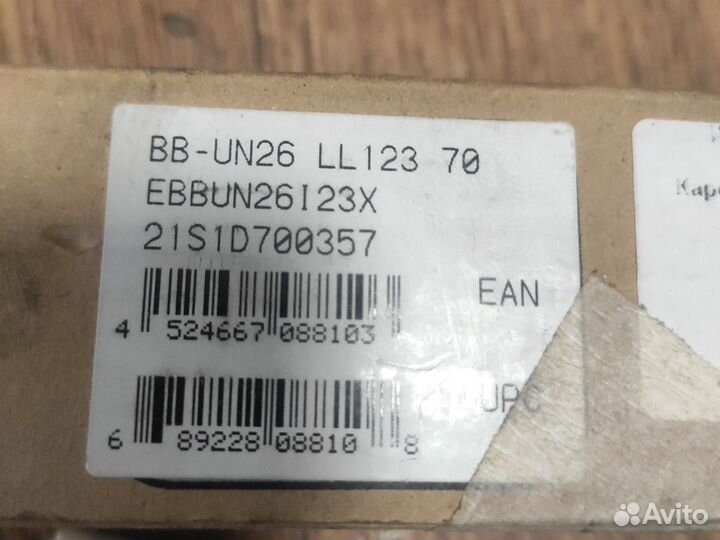 BB-UN26 LL123 70
EBBUN26I23X
21S1D700357
EAN
4 524667 088103
UPC
6 89228 08810 8
Avito